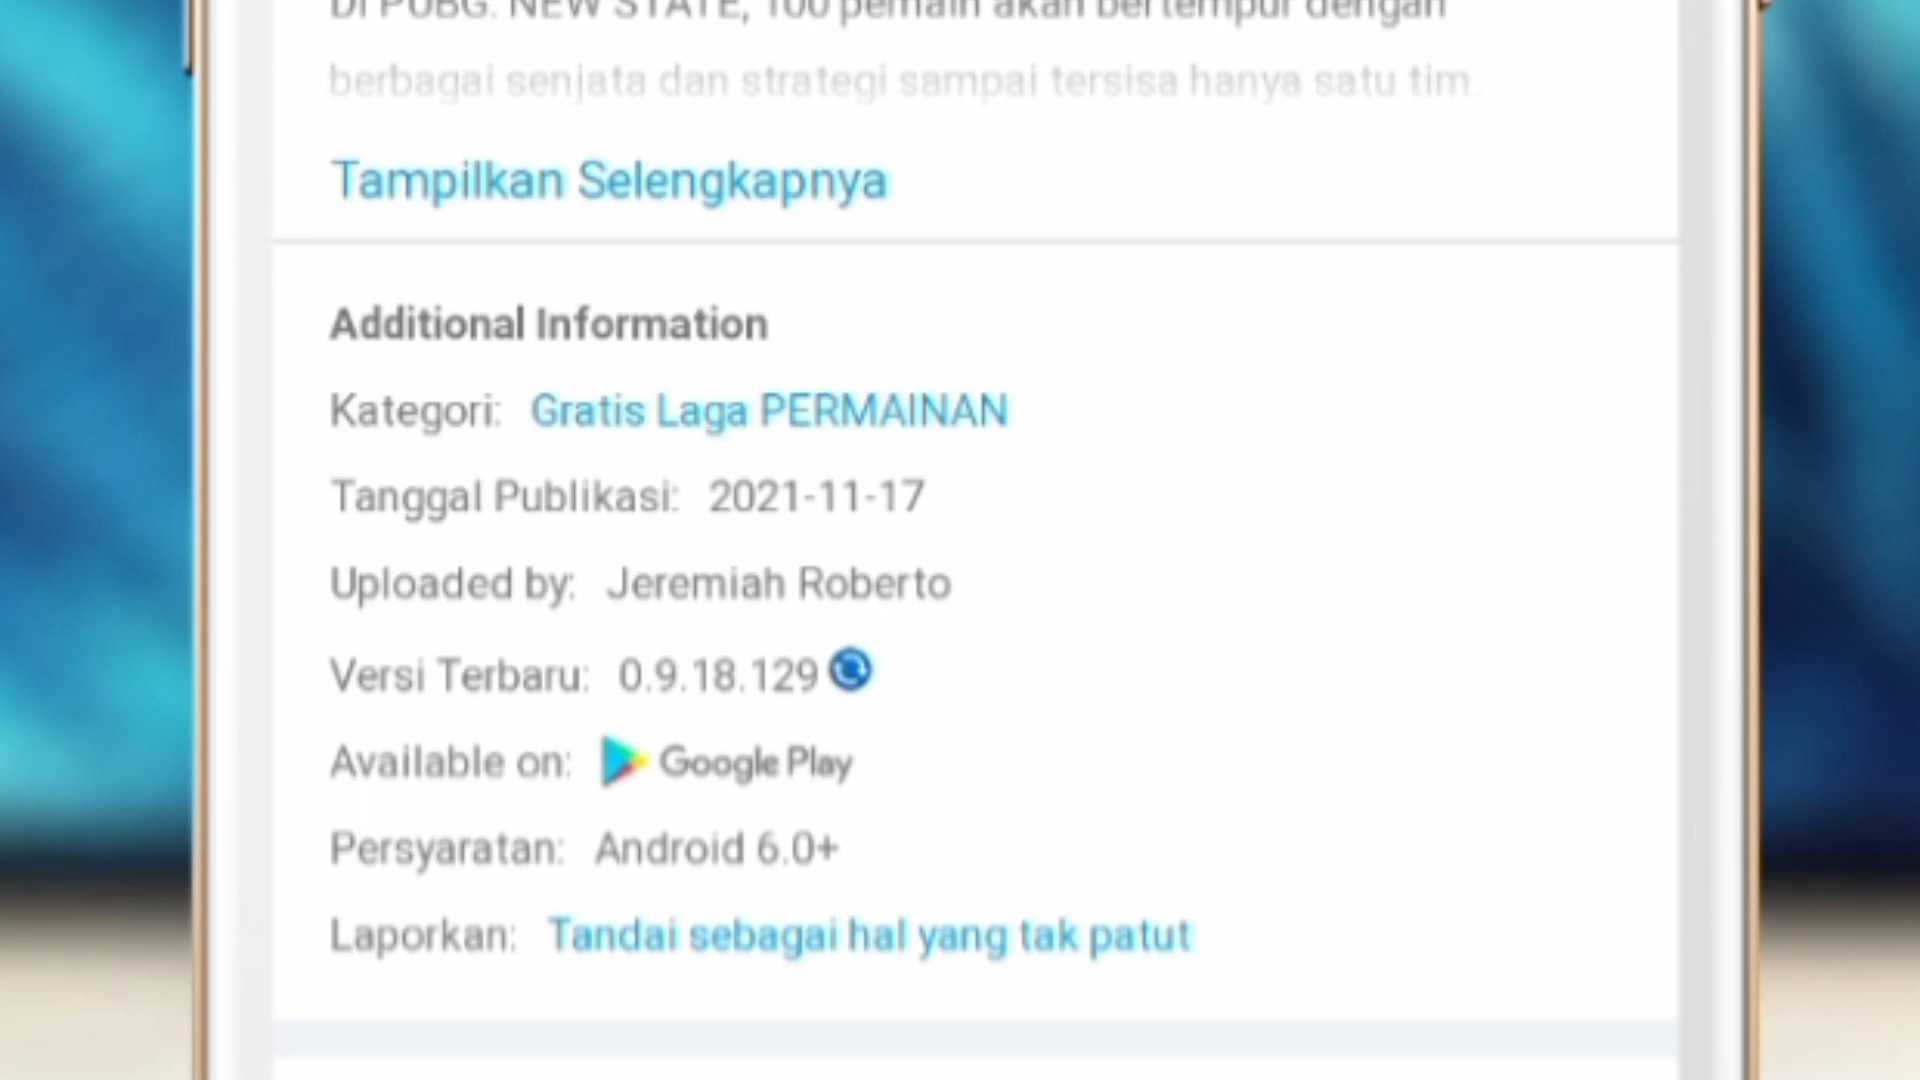 DI PUBG: NEW STATE, 100 pemain akan bertempur dengan
berbagai senjata dan strategi sampai tersisa hanya satu tim.
Tampilkan Selengkapnya
Additional Information
Kategori: Gratis Laga PERMAINAN
Tanggal Publikasi: 2021-11-17
Uploaded by: Jeremiah Roberto
Versi Terbaru: 0.9.18.129
Available on: Google Play
Persyaratan: Android 6.0+
Laporkan: Tandai sebagai hal yang tak patut